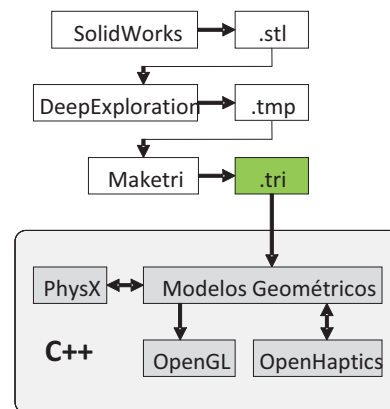 SolidWorks
.stl
DeepExploration
.tmp
Maketri
.tri
PhysX
Modelos Geométricos
C++
OpenGL
OpenHaptics